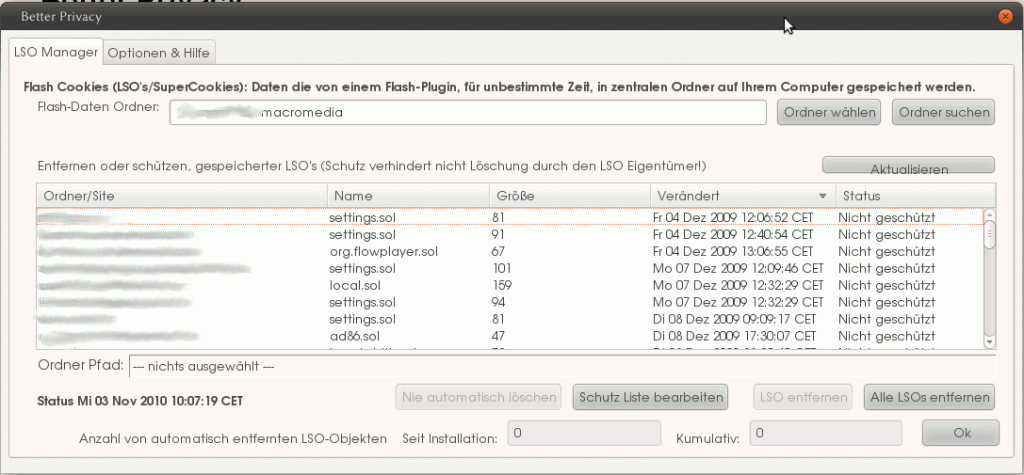 Better Privacy
LSO Manager Optionen & Hilfe
Flash Cookies (LSO's/SuperCookies): Daten die von einem Flash-Plugin, für unbestimmte Zeit, in zentralen Ordner auf Ihrem Computer gespeichert werden.
Flash-Daten Ordner: macromedia Ordner wählen Ordner suchen
Entfernen oder schützen, gespeicherter LSO's (Schutz verhindert nicht Löschung durch den LSO Eigentümer!) Aktualisieren
Ordner/Site Name Größe Verändert Status
settings.sol 81 Fr 04 Dez 2009 12:06:52 CET Nicht geschützt
settings.sol 91 Fr 04 Dez 2009 12:40:54 CET Nicht geschützt
org.flowplayer.sol 67 Fr 04 Dez 2009 13:06:55 CET Nicht geschützt
settings.sol 101 Mo 07 Dez 2009 12:09:46 CET Nicht geschützt
local.sol 159 Mo 07 Dez 2009 12:32:29 CET Nicht geschützt
settings.sol 94 Mo 07 Dez 2009 12:32:29 CET Nicht geschützt
settings.sol 81 Di 08 Dez 2009 09:09:17 CET Nicht geschützt
ad86.sol 47 Di 08 Dez 2009 17:30:07 CET Nicht geschützt
Ordner Pfad: --- nichts ausgewählt ---
Status Mi 03 Nov 2010 10:07:19 CET Nie automatisch löschen Schutz Liste bearbeiten LSO entfernen Alle LSOs entfernen
Anzahl von automatisch entfernten LSO-Objekten Seit Installation: 0 Kumulativ: 0 Ok